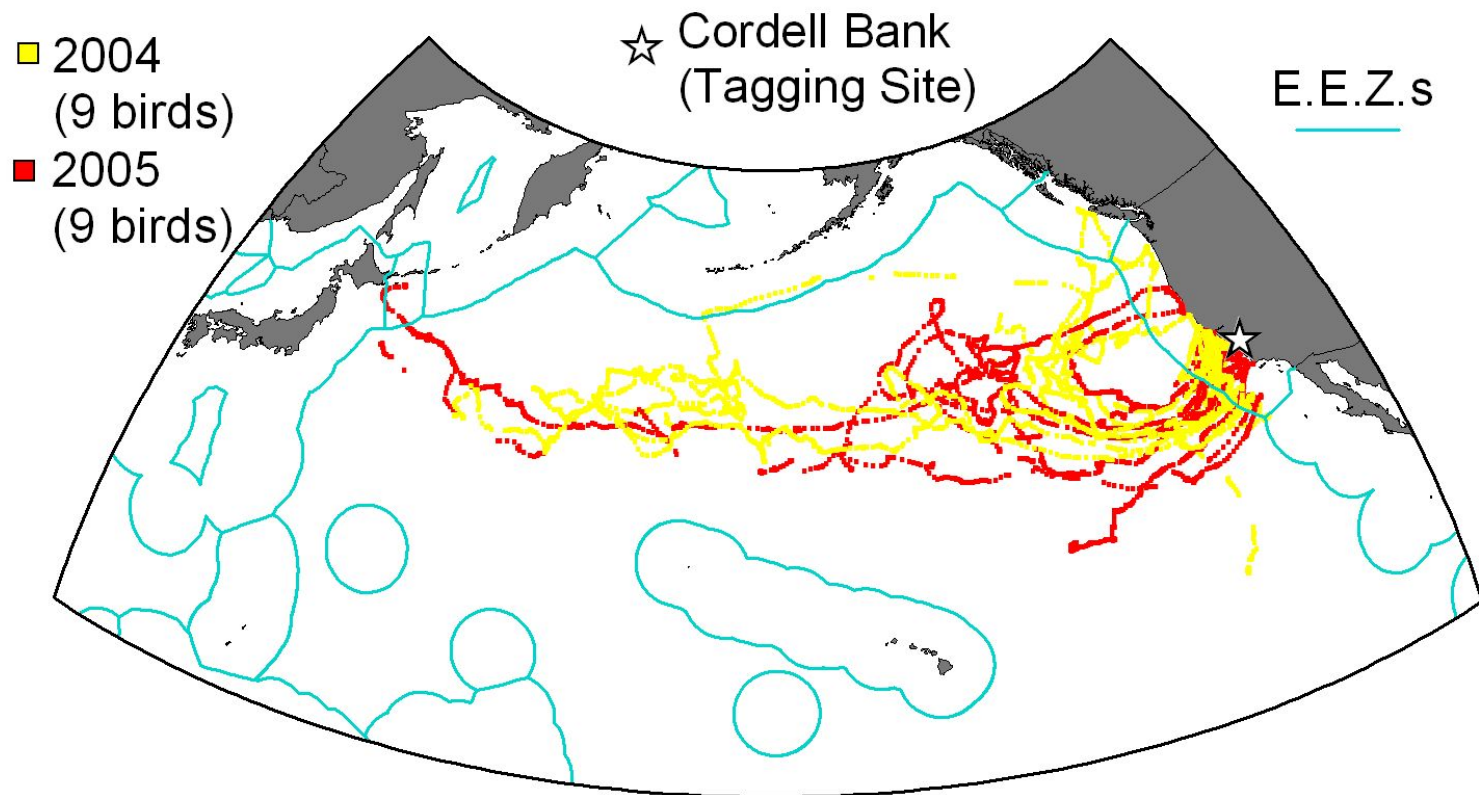 2004
(9 birds)
2005
(9 birds)
Cordell Bank
(Tagging Site)
E.E.Z.s